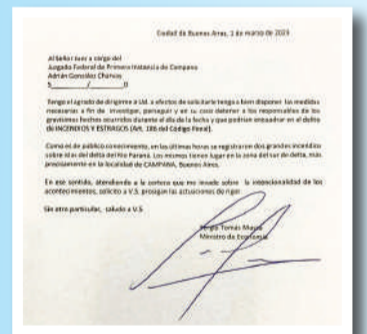 Ciudad de Buenos Aires, 1 de marzo de 2023
Al Señor Juez a cargo del
Juzgado Federal de Primera Instancia de Campana
Adrián González Charvay
S_____/_____D
Tengo el agrado de dirigirme a Ud. a efectos de solicitarle tenga a bien disponer las medidas
necesarias a fin de investigar, perseguir y en su caso detener a los responsables de los
gravísimos hechos ocurridos durante el día de la fecha y que podrían encuadrar en el delito
de INCENDIOS Y ESTRAGOS (Art. 186 del Código Penal).
Como es de público conocimiento, en las últimas horas se registraron dos grandes incendios
sobre islas del delta del Río Paraná. Los mismos tienen lugar en la zona del sur de delta, más
precisamente en la localidad de CAMPANA, Buenos Aires.
En ese sentido, atendiendo a la certeza que me invade sobre la intencionalidad de los
acontecimientos, solicito a V.S. prosigan las actuaciones de rigor.
Sin otro particular, saludo a V.S.
Sergio Tomás Massa
Ministro de Economía